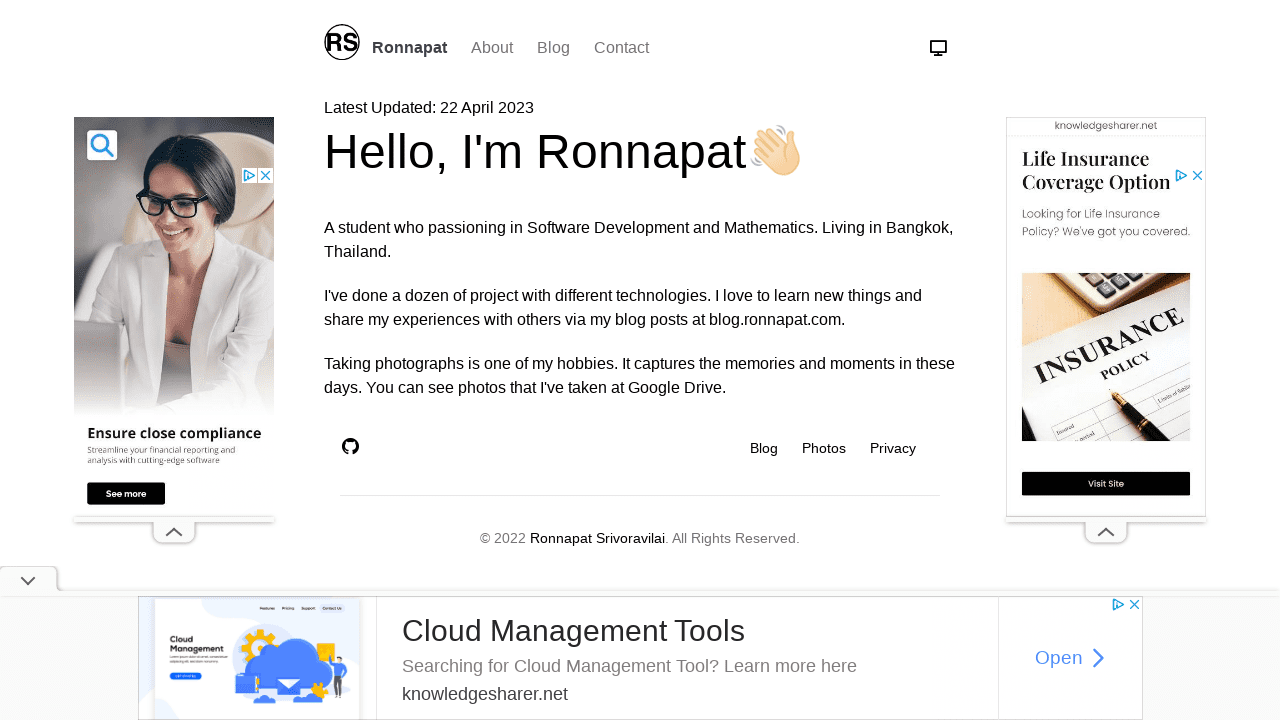 RS Ronnapat About Blog Contact
Latest Updated: 22 April 2023
Hello, I'm Ronnapat
A student who passioning in Software Development and Mathematics. Living in Bangkok,
Thailand.
I've done a dozen of project with different technologies. I love to learn new things and
share my experiences with others via my blog posts at blog.ronnapat.com.
Taking photographs is one of my hobbies. It captures the memories and moments in these
days. You can see photos that I've taken at Google Drive.
Blog Photos Privacy
© 2022 Ronnapat Srivoravilai. All Rights Reserved.
Ensure close compliance
Streamline your financial reporting and
analysis with cutting-edge software
See more
knowledgesharer.net
Life Insurance
Coverage Option
Looking for Life Insurance
Policy? We've got you covered.
INSURANCE
POLICY
Visit Site
Features Pricing Support Contact Us
Cloud
Management
Cloud Management Tools
Searching for Cloud Management Tool? Learn more here
knowledgesharer.net
Open